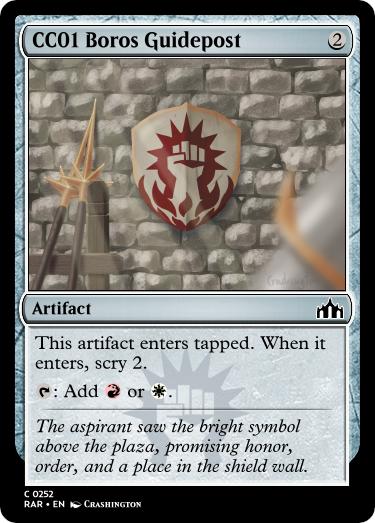 CC01 Boros Guidepost
2
Artifact
This artifact enters tapped. When it
enters, scry 2.
: Add or .
The aspirant saw the bright symbol
above the plaza, promising honor,
order, and a place in the shield wall.
C 0252
RAR • EN Crashington